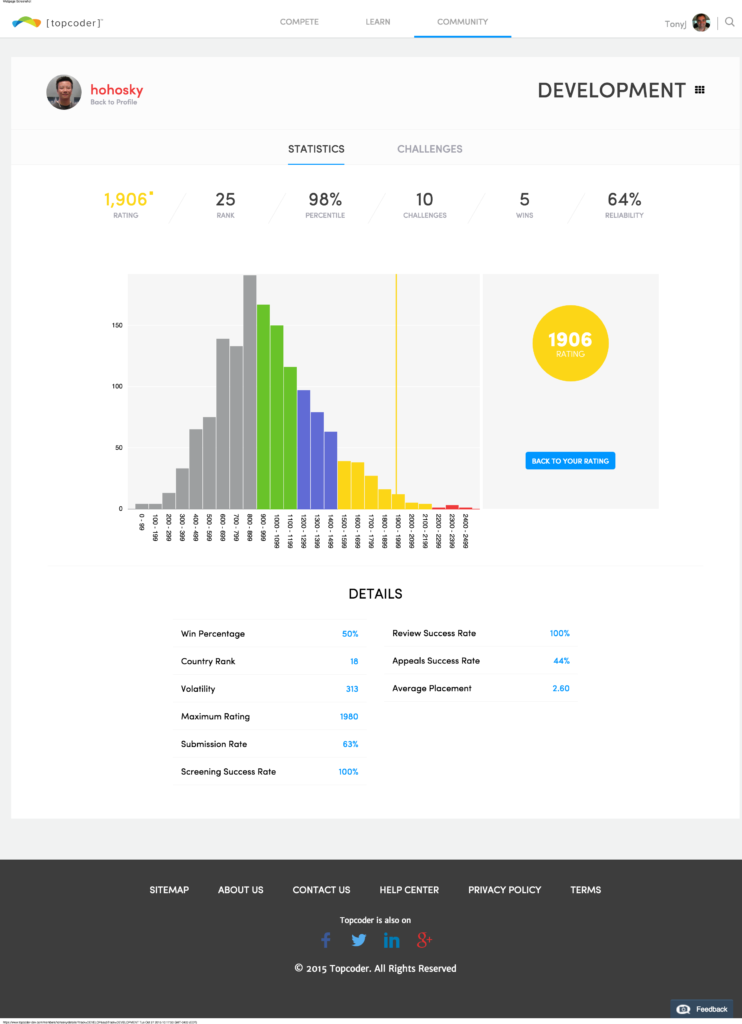 Webpage Screenshot
[topcoder]™
COMPETE LEARN COMMUNITY
TonyJ
hohosky
Back to Profile
DEVELOPMENT
STATISTICS CHALLENGES
1,906* 25 98% 10 5 64%
RATING RANK PERCENTILE CHALLENGES WINS RELIABILITY
150
100
50
0
0 - 99
100 - 199
200 - 299
300 - 399
400 - 499
500 - 599
600 - 699
700 - 799
800 - 899
900 - 999
1000 - 1099
1100 - 1199
1200 - 1299
1300 - 1399
1400 - 1499
1500 - 1599
1600 - 1699
1700 - 1799
1800 - 1899
1900 - 1999
2000 - 2099
2100 - 2199
2200 - 2299
2300 - 2399
2400 - 2499
1906
RATING
BACK TO YOUR RATING
DETAILS
Win Percentage 50%
Country Rank 18
Volatility 313
Maximum Rating 1980
Submission Rate 63%
Screening Success Rate 100%
Review Success Rate 100%
Appeals Success Rate 44%
Average Placement 2.60
SITEMAP ABOUT US CONTACT US HELP CENTER PRIVACY POLICY TERMS
Topcoder is also on
© 2015 Topcoder. All Rights Reserved
Feedback